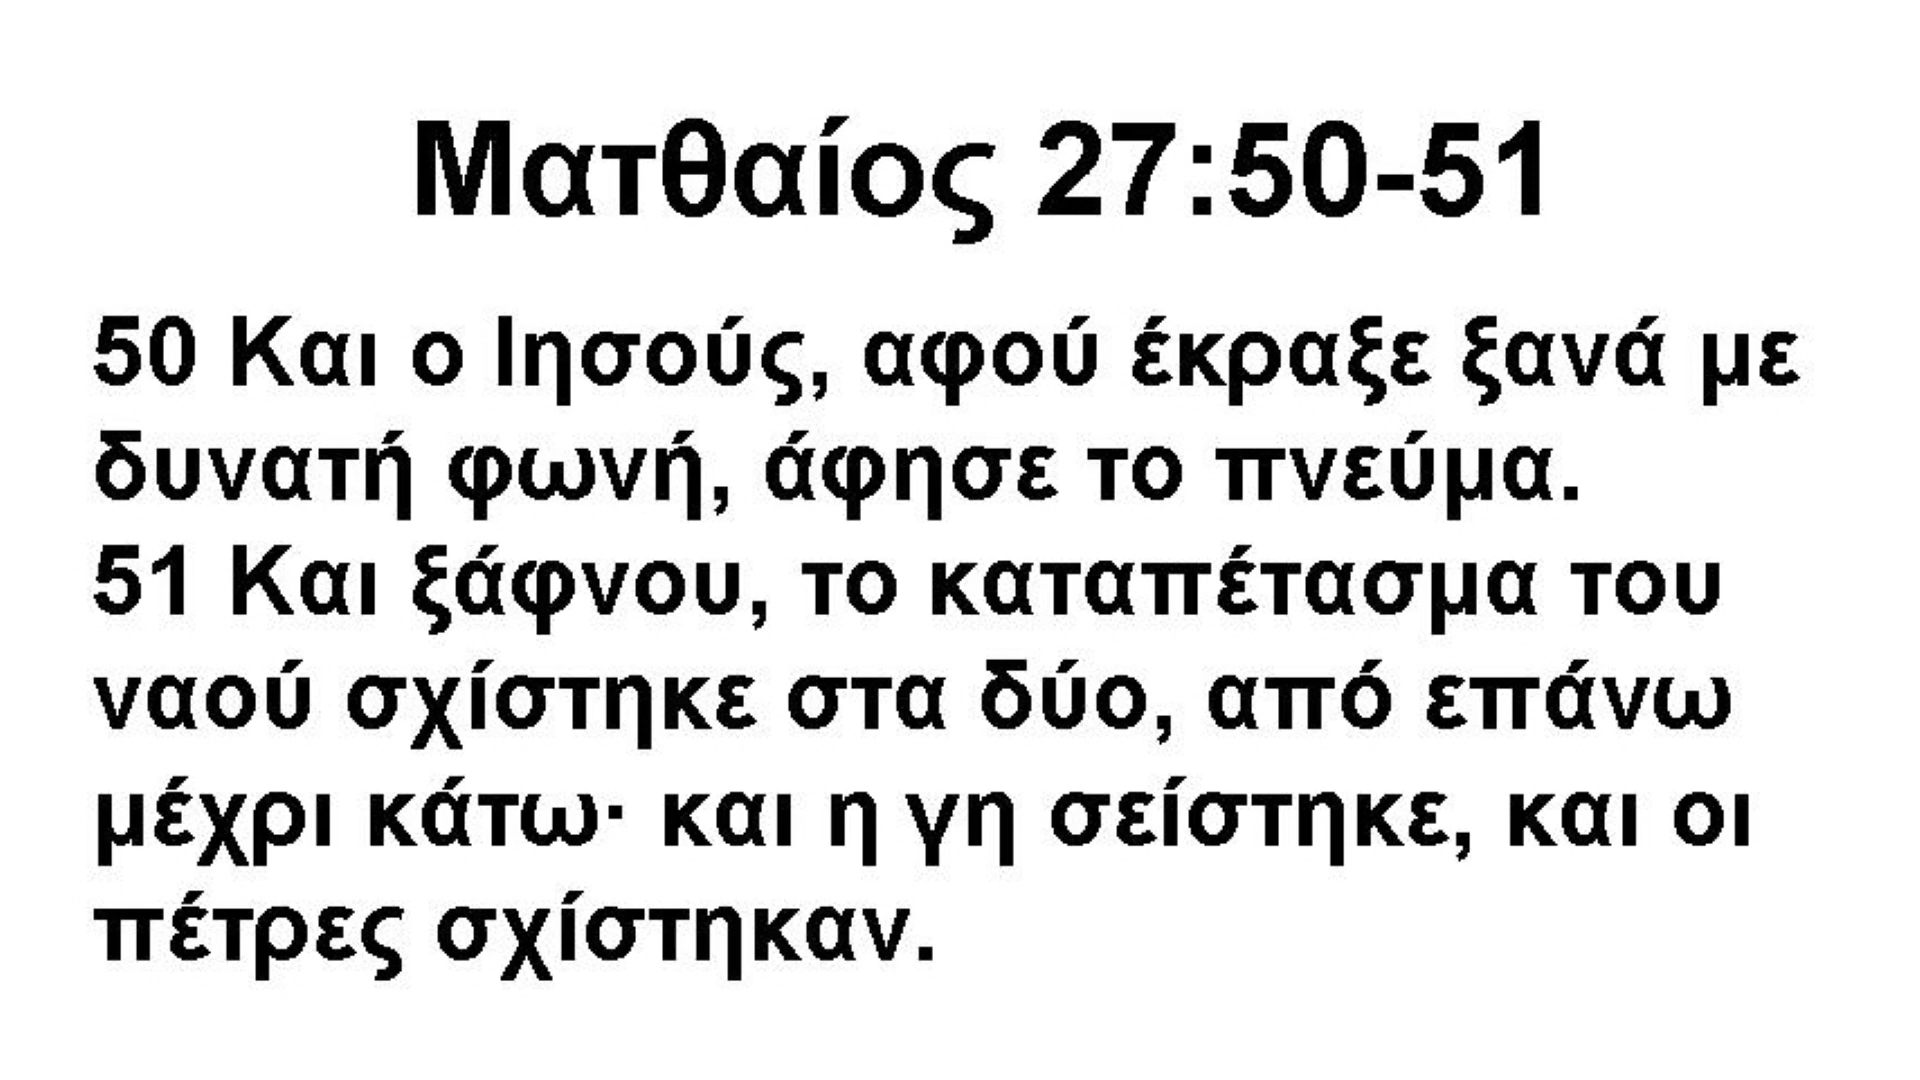 Ματθαίος 27:50-51
50 Και ο Ιησούς, αφού έκραξε ξανά με
δυνατή φωνή, άφησε το πνεύμα.
51 Και ξάφνου, το καταπέτασμα του
ναού σχίστηκε στα δύο, από επάνω
μέχρι κάτω· και η γη σείστηκε, και οι
πέτρες σχίστηκαν.